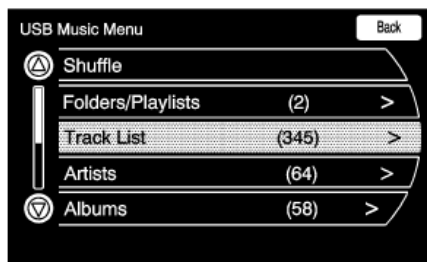 USB Music Menu Back
Shuffle
Folders/Playlists (2) >
Track List (345) >
Artists (64) >
Albums (58) >